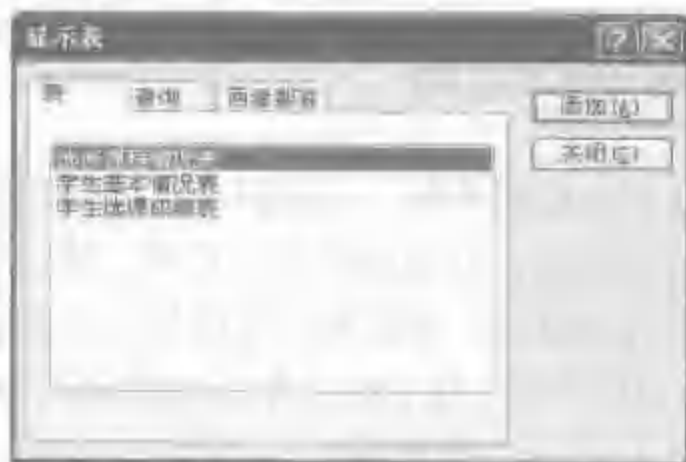 显示表
表 查询 两者都有
添加(A)
关闭(C)
学生基本情况表
学生选课成绩表